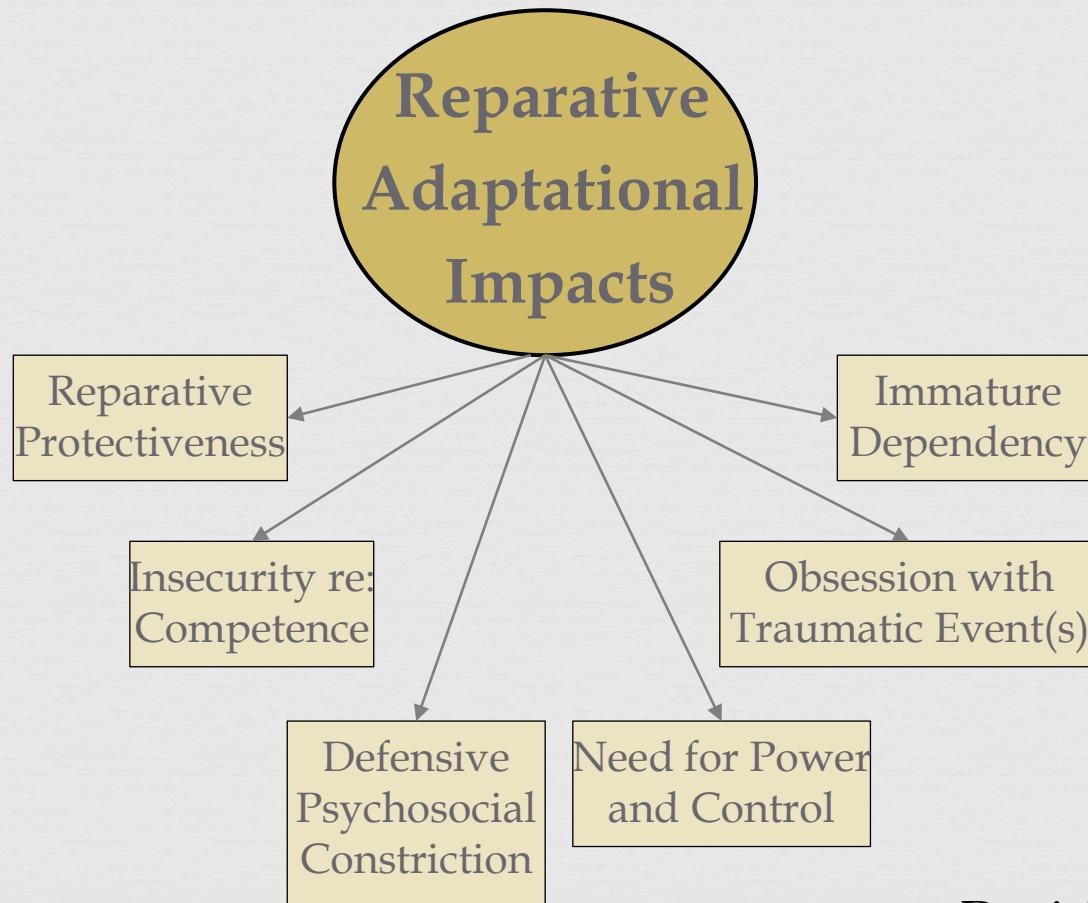 Reparative
Adaptational
Impacts
Reparative
Protectiveness
Immature
Dependency
Insecurity re:
Competence
Obsession with
Traumatic Event(s)
Defensive
Psychosocial
Constriction
Need for Power
and Control